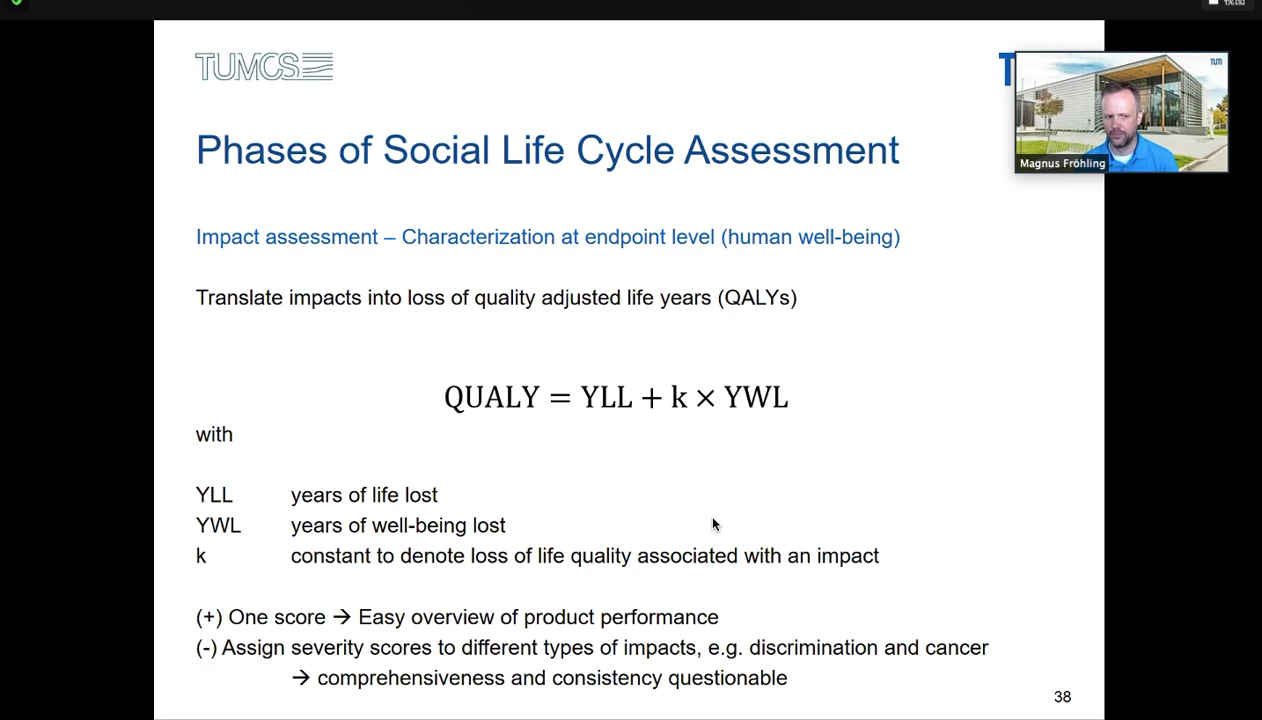 TUMCS
T
TUM
Magnus Fröhling
Phases of Social Life Cycle Assessment
Impact assessment – Characterization at endpoint level (human well-being)
Translate impacts into loss of quality adjusted life years (QALYs)
QUALY = YLL + k × YWL
with
YLL years of life lost
YWL years of well-being lost
k constant to denote loss of life quality associated with an impact
(+) One score → Easy overview of product performance
(-) Assign severity scores to different types of impacts, e.g. discrimination and cancer
→ comprehensiveness and consistency questionable
38